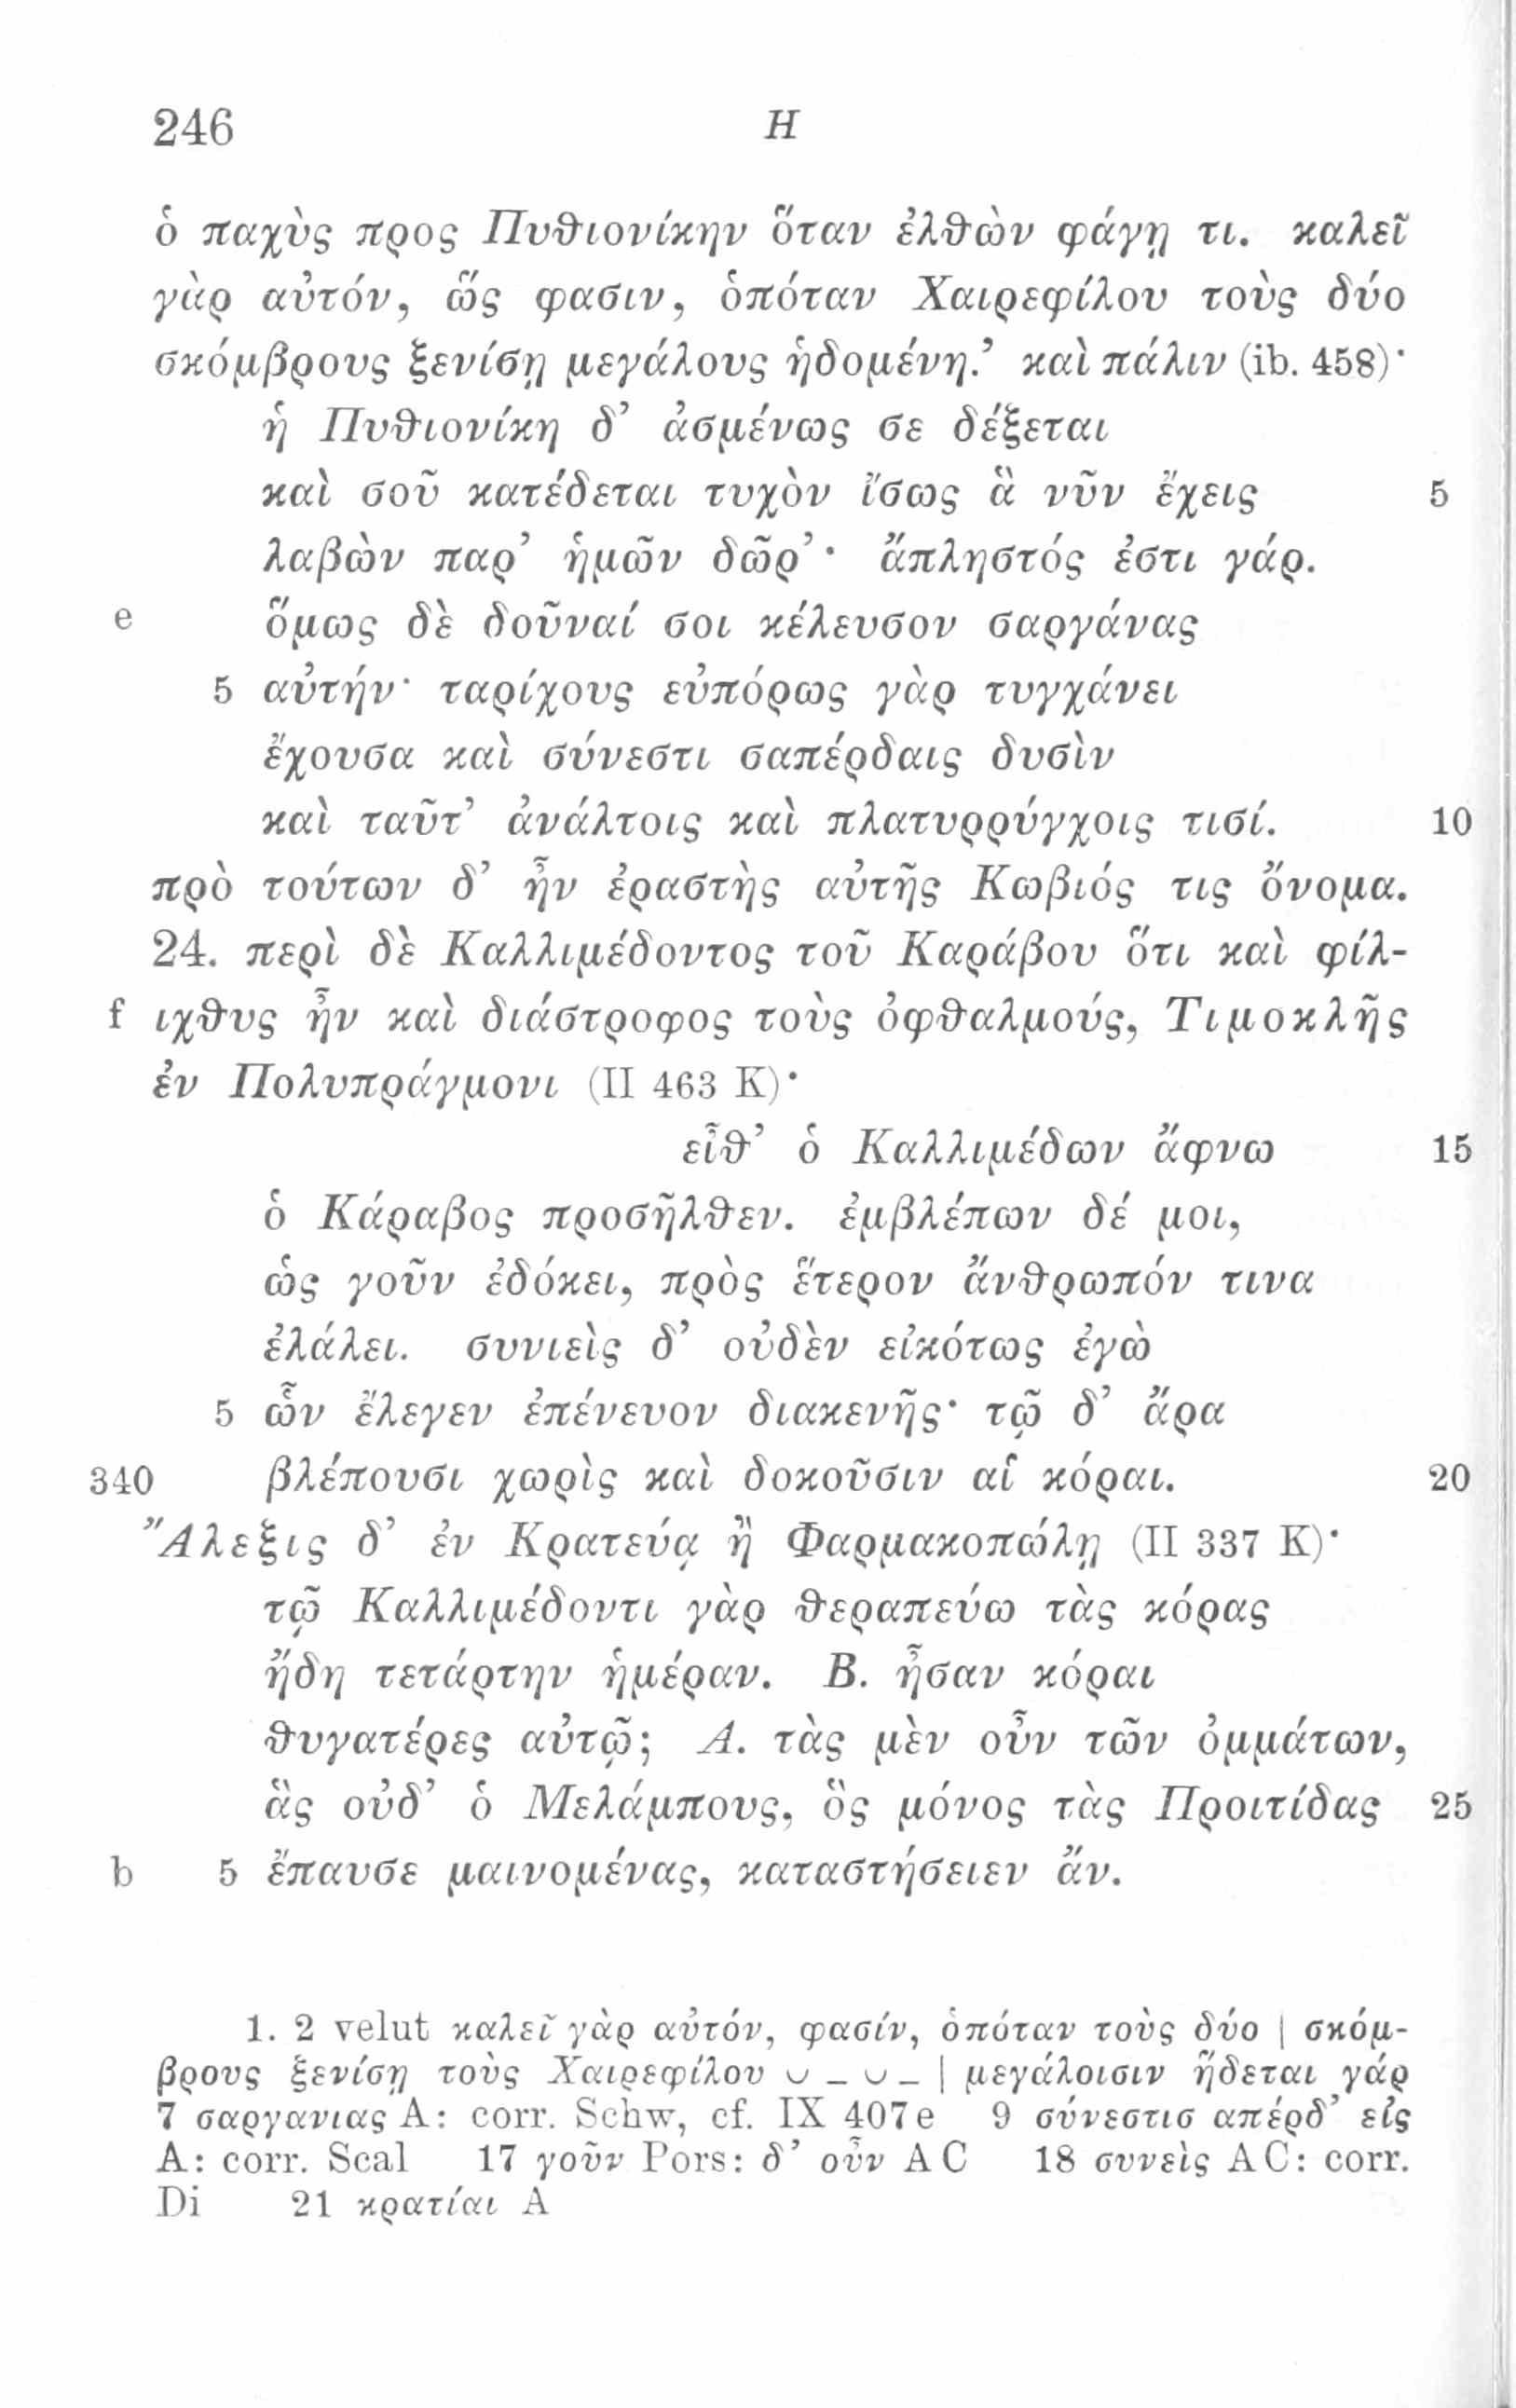 246 H
ὁ παχὺς προς Πυθιονίκην ὅταν ἐλθὼν φάγῃ τι. καλεῖ
γὰρ αὐτόν, ὥς φασιν, ὁπόταν Χαιρεφίλου τοὺς δύο
σκόμβρους ξενίσῃ μεγάλους ἡδομένη.’ καὶ πάλιν (ib. 458)·
ἡ Πυθιονίκη δ’ ἀσμένως σε δέξεται
καὶ σοῦ κατέδεται τυχὸν ἴσως ἃ νῦν ἔχεις 5
λαβὼν παρ’ ἡμῶν δῶρ’· ἄπληστός ἐστι γάρ.
e ὅμως δὲ δοῦναί σοι κέλευσον σαργάνας
5 αὐτήν· ταρίχους εὐπόρως γὰρ τυγχάνει
ἔχουσα καὶ σύνεστι σαπέρδαις δυσὶν
καὶ ταῦτ’ ἀνάλτοις καὶ πλατυρρύγχοις τισί. 10
πρὸ τούτων δ’ ἦν ἐραστὴς αὐτῆς Κωβιός τις ὄνομα.
24. περὶ δὲ Καλλιμέδοντος τοῦ Καράβου ὅτι καὶ φίλ-
f ιχθυς ἦν καὶ διάστροφος τοὺς ὀφθαλμούς, Τιμοκλῆς
ἐν Πολυπράγμονι (II 463 K)·
εἶθ’ ὁ Καλλιμέδων ἄφνω 15
ὁ Κάραβος προσῆλθεν. ἐμβλέπων δέ μοι,
ὡς γοῦν ἐδόκει, πρὸς ἕτερον ἄνθρωπόν τινα
ἐλάλει. συνιεὶς δ’ οὐδὲν εἰκότως ἐγὼ
5 ὧν ἔλεγεν ἐπένευον διακενῆς· τῷ δ’ ἄρα
340 βλέπουσι χωρὶς καὶ δοκοῦσιν αἱ κόραι. 20
Ἄλεξις δ’ ἐν Κρατεύᾳ ἢ Φαρμακοπώλῃ (II 337 K)·
τῷ Καλλιμέδοντι γὰρ θεραπεύω τὰς κόρας
ἤδη τετάρτην ἡμέραν. Β. ἦσαν κόραι
θυγατέρες αὐτῷ; Α. τὰς μὲν οὖν τῶν ὀμμάτων,
ἃς οὐδ’ ὁ Μελάμπους, ὃς μόνος τὰς Προιτίδας 25
b 5 ἔπαυσε μαινομένας, καταστήσειεν ἄν.
1. 2 velut καλεῖ γὰρ αὐτόν, φασίν, ὁπόταν τοὺς δύο | σκόμ-
βρους ξενίσῃ τοὺς Χαιρεφίλου ᴗ – ᴗ – | μεγάλοισιν ἥδεται γάρ
7 σαργανιας A: corr. Schw, cf. IX 407 e 9 σύνεστισ απέρδ’ εἰς
A: corr. Scal 17 γοῦν Pors: δ’ οὖν AC 18 συνεὶς AC: corr.
Di 21 κρατίαι A